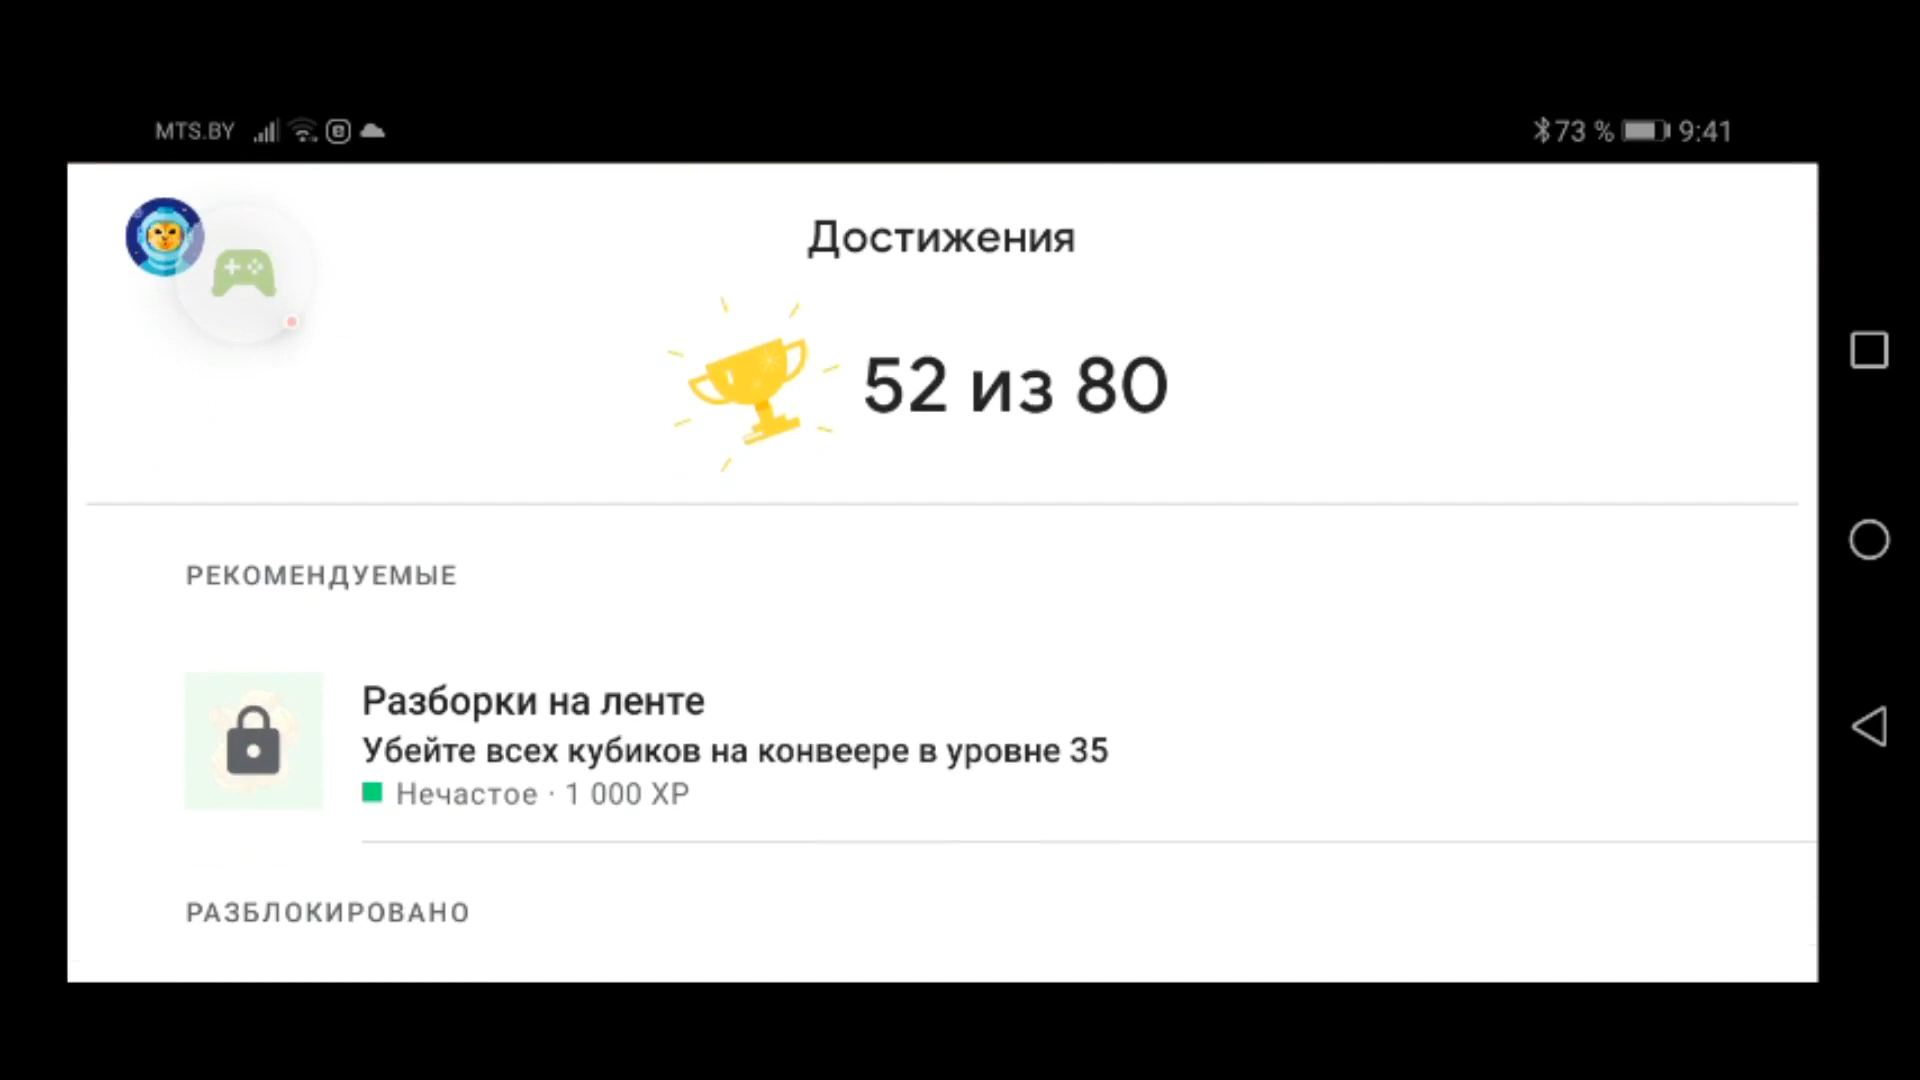 MTS.BY
73 % 9:41
Достижения
52 из 80
РЕКОМЕНДУЕМЫЕ
Разборки на ленте
Убейте всех кубиков на конвеере в уровне 35
Нечастое · 1 000 XP
РАЗБЛОКИРОВАНО